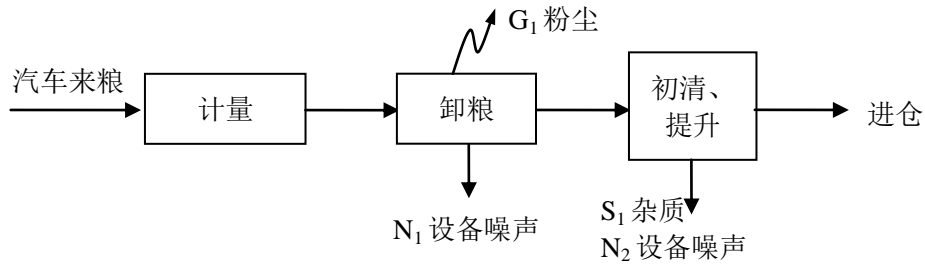 G₁粉尘
汽车来粮
计量
卸粮
初清、
提升
进仓
N₁设备噪声
S₁杂质
N₂设备噪声